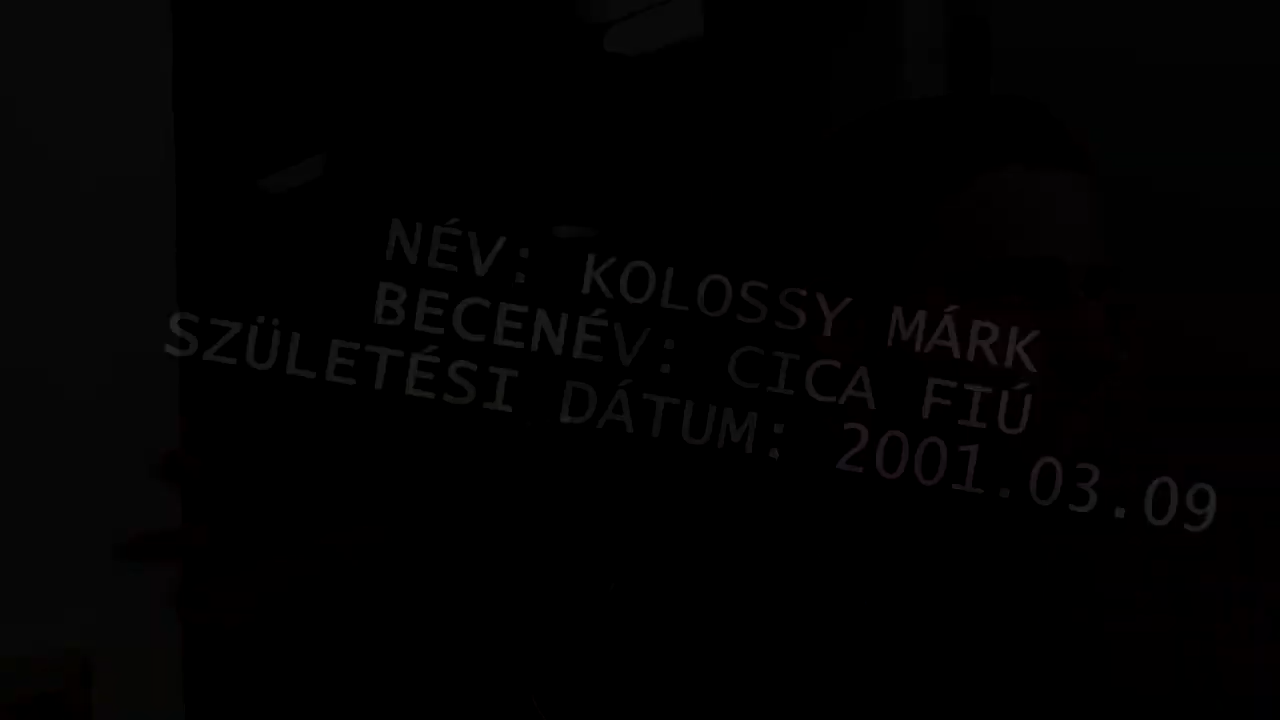 NÉV: KOLOSSY MÁRK
BECENÉV: CICA FIÚ
SZÜLETÉSI DÁTUM: 2001.03.09